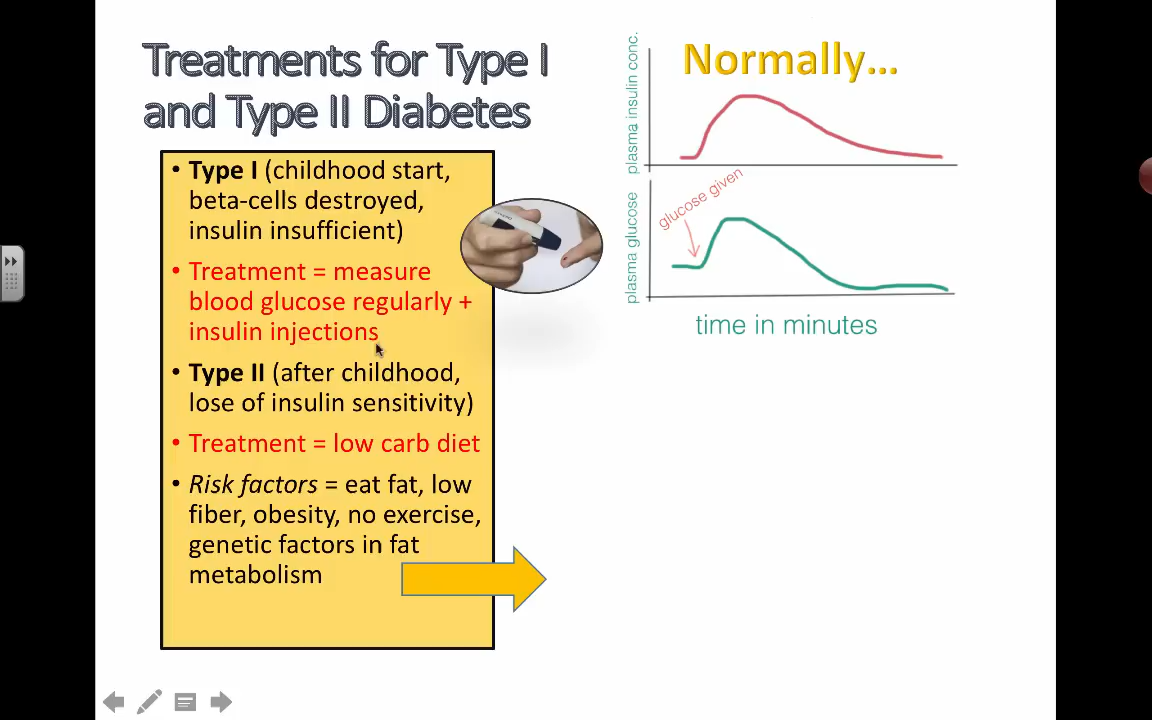 Treatments for Type I
and Type II Diabetes
• Type I (childhood start,
beta-cells destroyed,
insulin insufficient)
• Treatment = measure
blood glucose regularly +
insulin injections
• Type II (after childhood,
lose of insulin sensitivity)
• Treatment = low carb diet
• Risk factors = eat fat, low
fiber, obesity, no exercise,
genetic factors in fat
metabolism
Normally...
plasma insulin conc.
glucose given
plasma glucose
time in minutes